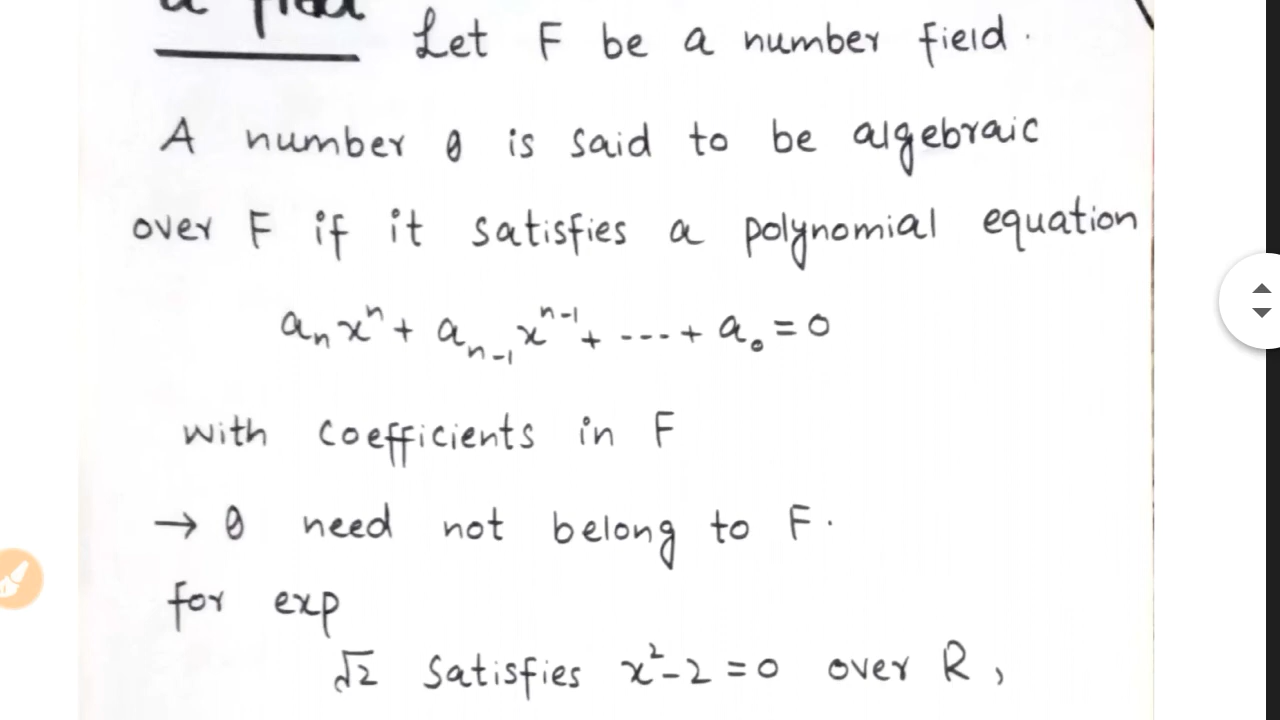 a field Let F be a number field.
A number θ is said to be algebraic
over F if it satisfies a polynomial equation
aₙxⁿ + aₙ₋₁xⁿ⁻¹ + ---- + a₀ = 0
with coefficients in F
→ θ need not belong to F.
for exp
√2 satisfies x²-2=0 over R,